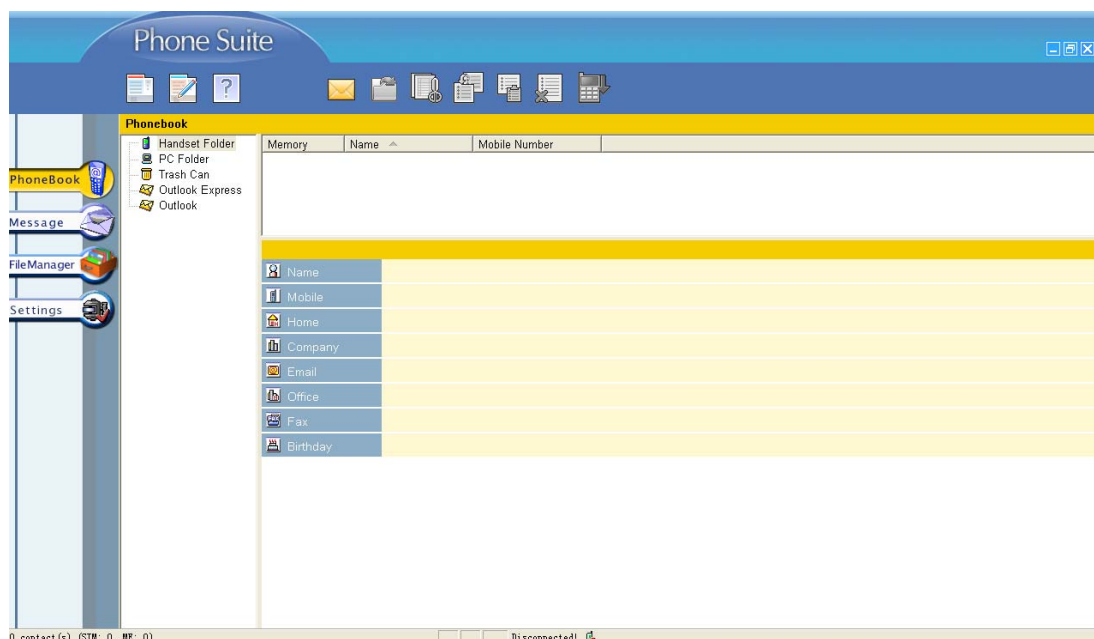 Phone Suite
Phonebook
Handset Folder
PC Folder
Trash Can
Outlook Express
Outlook
PhoneBook
Message
FileManager
Settings
Memory Name Mobile Number
Name
Mobile
Home
Company
Email
Office
Fax
Birthday
0 contact(s) (SIM: 0, ME: 0) Disconnected!